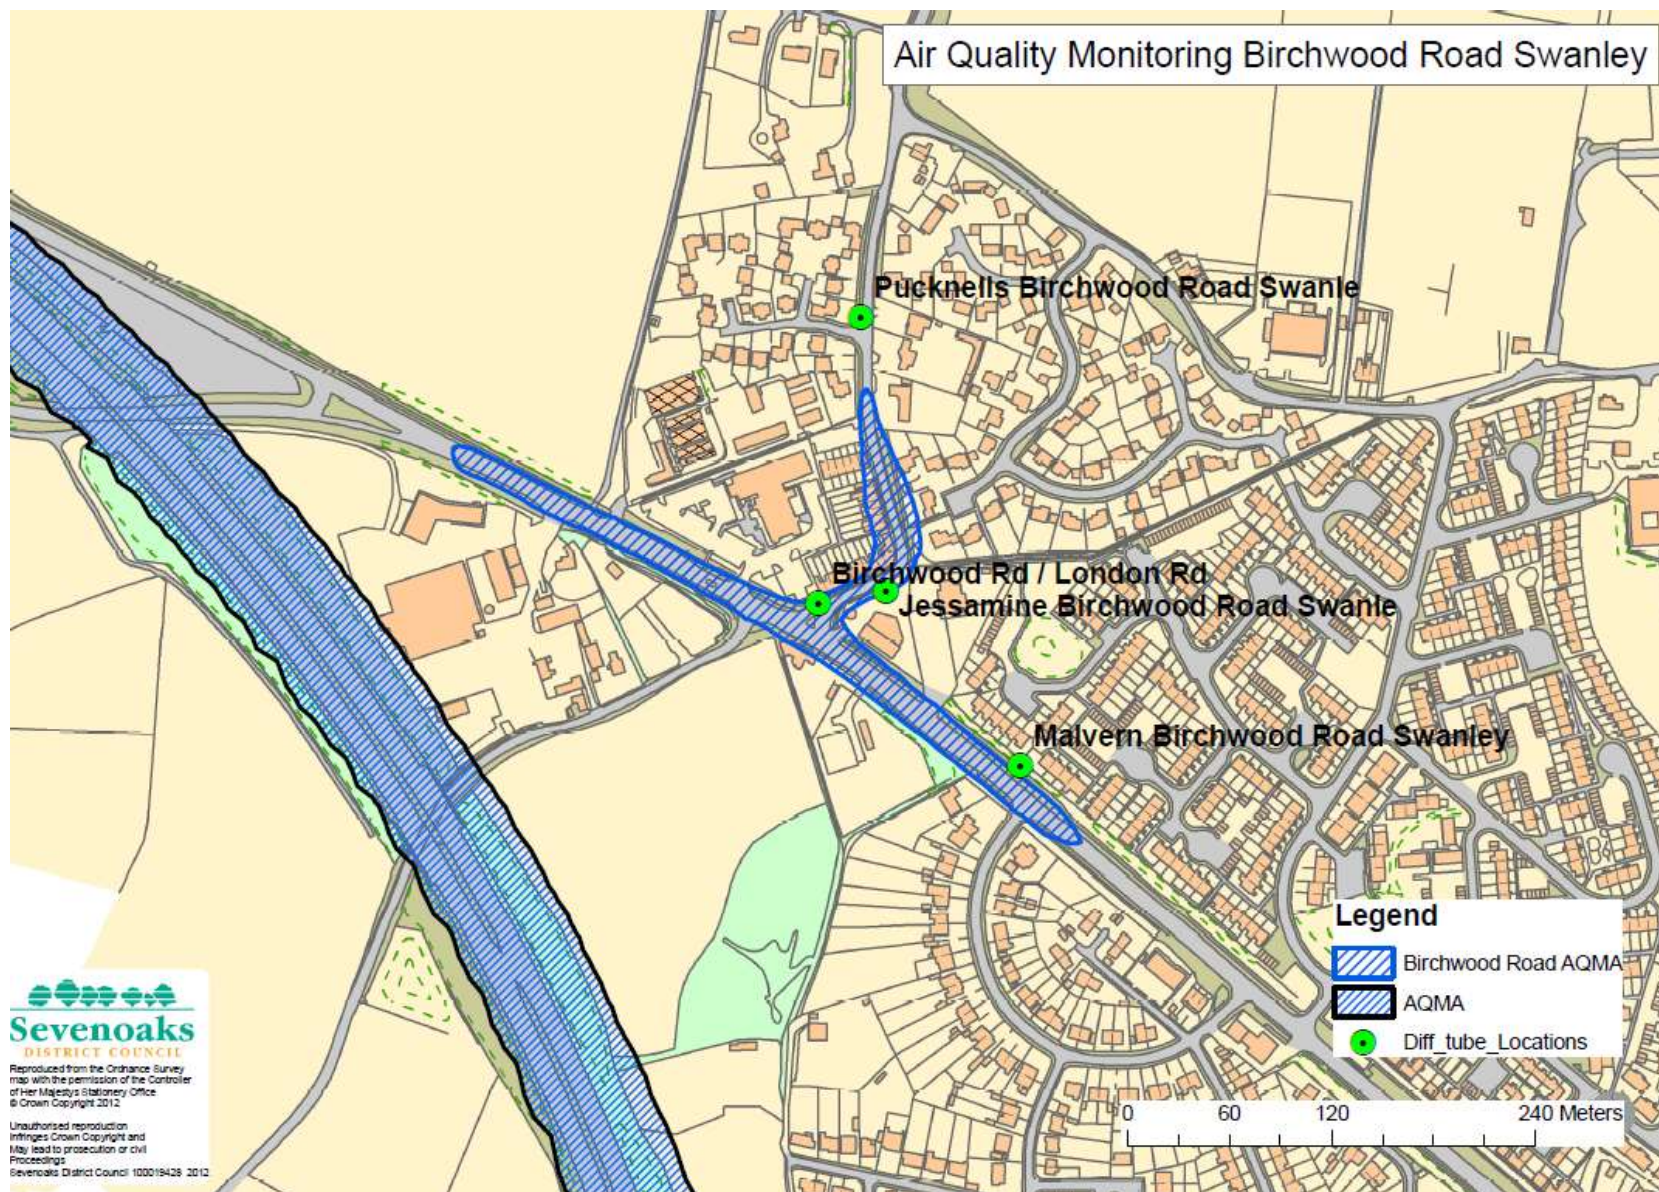 Air Quality Monitoring Birchwood Road Swanley
Pucknells Birchwood Road Swanle
Birchwood Rd / London Rd
Jessamine Birchwood Road Swanle
Malvern Birchwood Road Swanley
Legend
Birchwood Road AQMA
AQMA
Diff_tube_Locations
0 60 120 240 Meters
Sevenoaks
DISTRICT COUNCIL
Reproduced from the Ordnance Survey
map with the permission of the Controller
of Her Majestys Stationery Office
© Crown Copyright 2012
Unauthorised reproduction
infringes Crown Copyright and
May lead to prosecution or civil
Proceedings
Sevenoaks District Council 100019428 2012